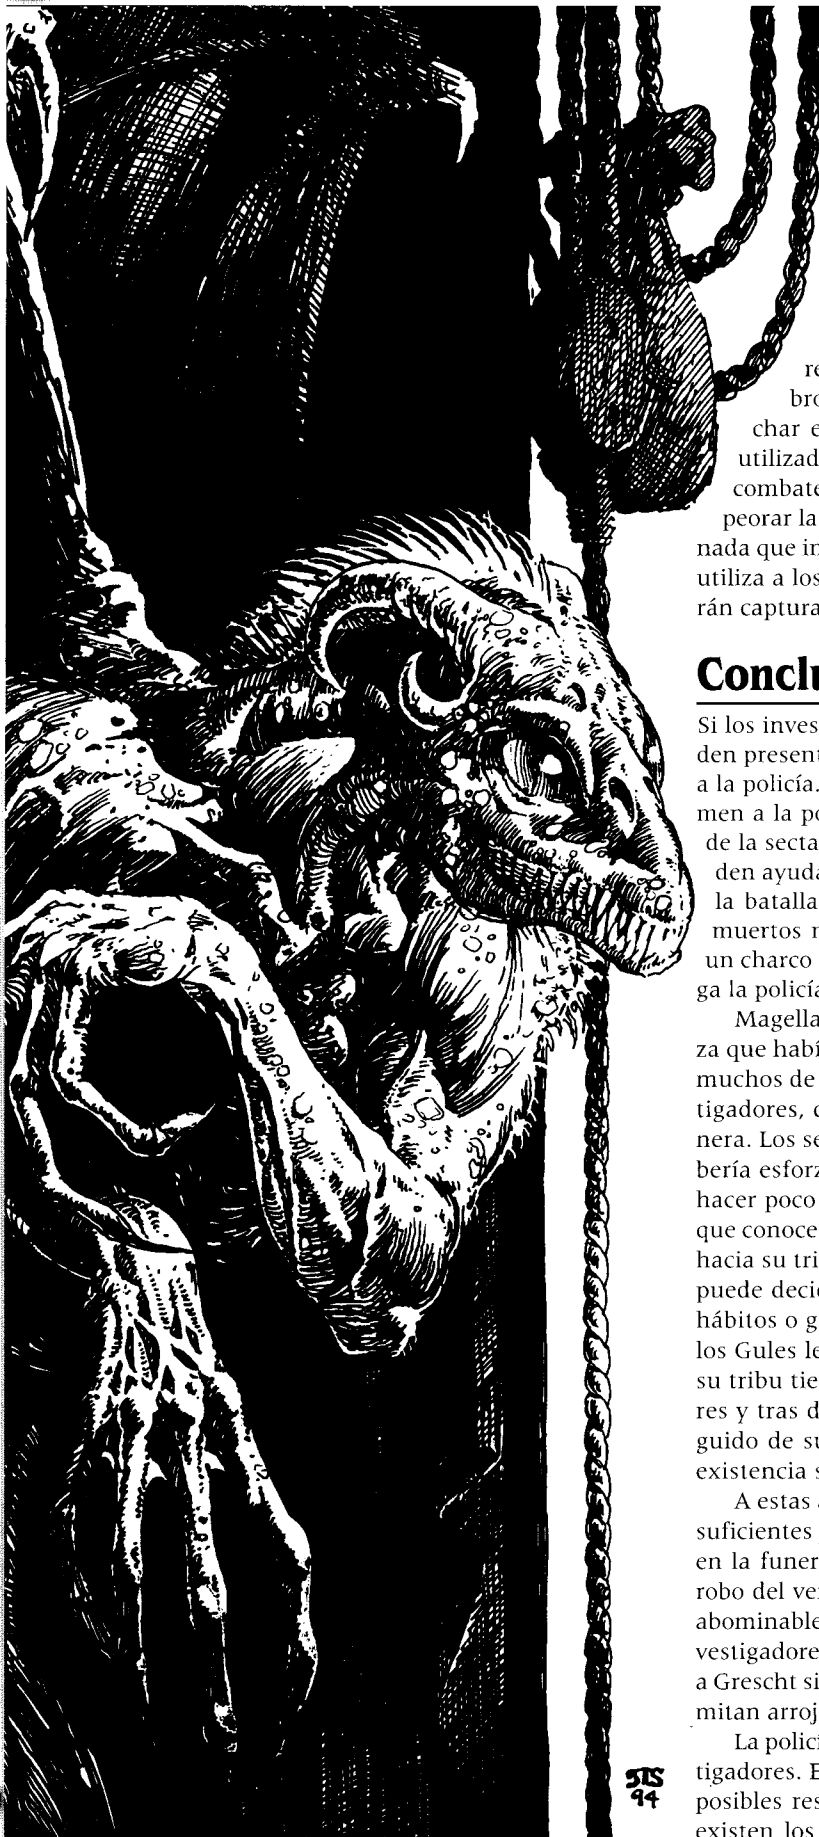 re
bro
char e
utilizad
combate
peorar la
nada que in
utiliza a los
rán captura
Conclu
Si los inves
den present
a la policía.
men a la po
de la secta
den ayuda
la batalla
muertos n
un charco
ga la policía
Magella
za que habí
muchos de
tigadores, d
nera. Los se
bería esforz
hacer poco
que conoce
hacia su tri
puede decid
hábitos o g
los Gules le
su tribu tie
res y tras d
guido de su
existencia s
A estas a
suficientes
en la funer
robo del ve
abominable
vestigadore
a Grescht si
mitan arroj
La polici
tigadores. E
posibles res
existen los
STS
94